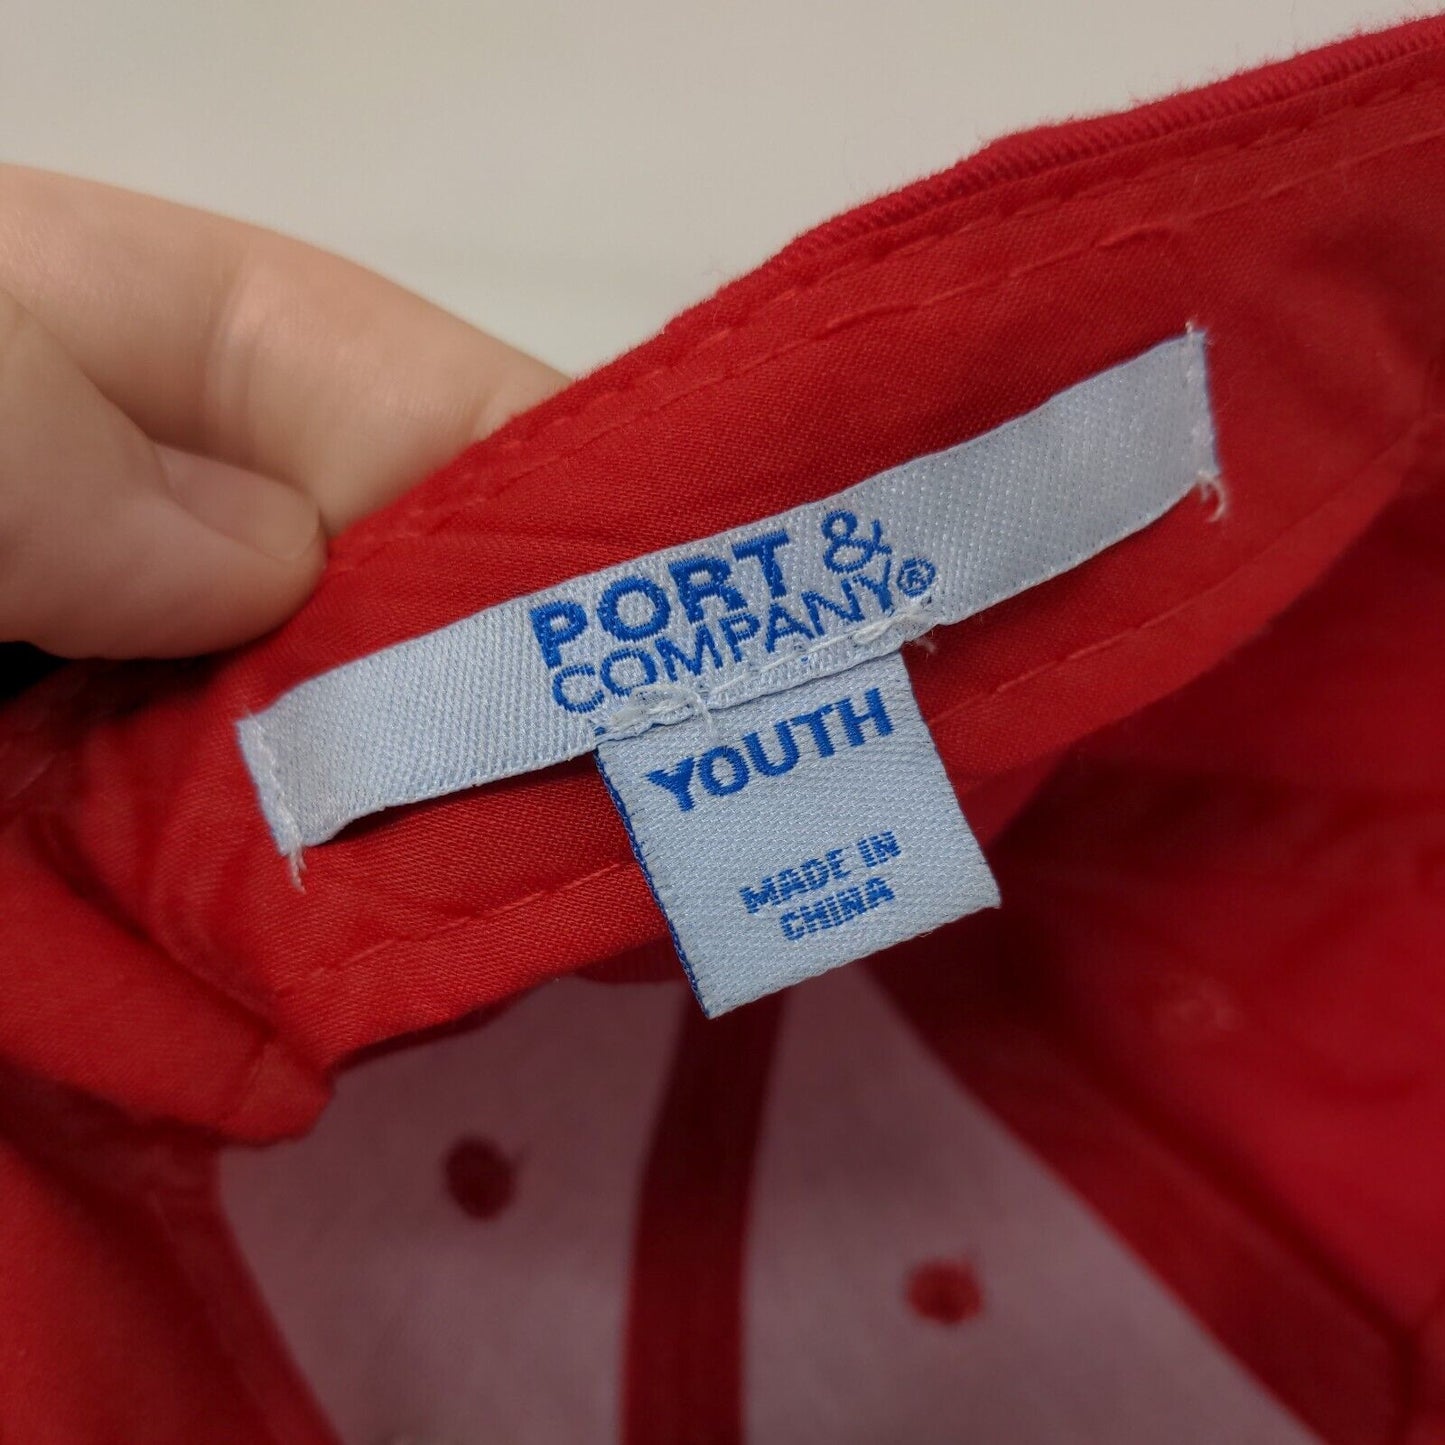 PORT &
COMPANY®
YOUTH
MADE IN
CHINA